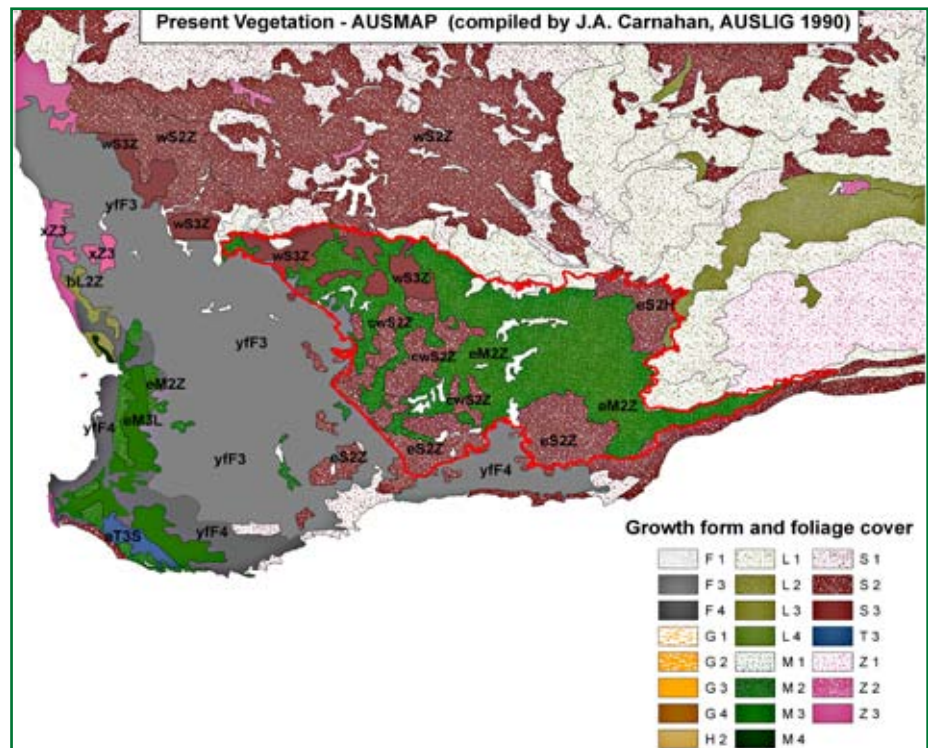 Present Vegetation - AUSMAP (compiled by J.A. Carnahan, AUSLIG 1990)
wS3Z wS2Z wS2Z
yfF3
wS3Z
xZ3
xZ3
wS3Z
wS3Z
bL2Z
eS2H
cwS2Z
yfF3
cwS2Z eM2Z
eM2Z
cwS2Z
eM3L
eM2Z
yfF4
eS2Z
yfF3 eS2Z eS2Z
yfF4
yfF4
eT3S
Growth form and foliage cover
F 1 L 1 S 1
F 3 L 2 S 2
F 4 L 3 S 3
G 1 L 4 T 3
G 2 M 1 Z 1
G 3 M 2 Z 2
G 4 M 3 Z 3
H 2 M 4